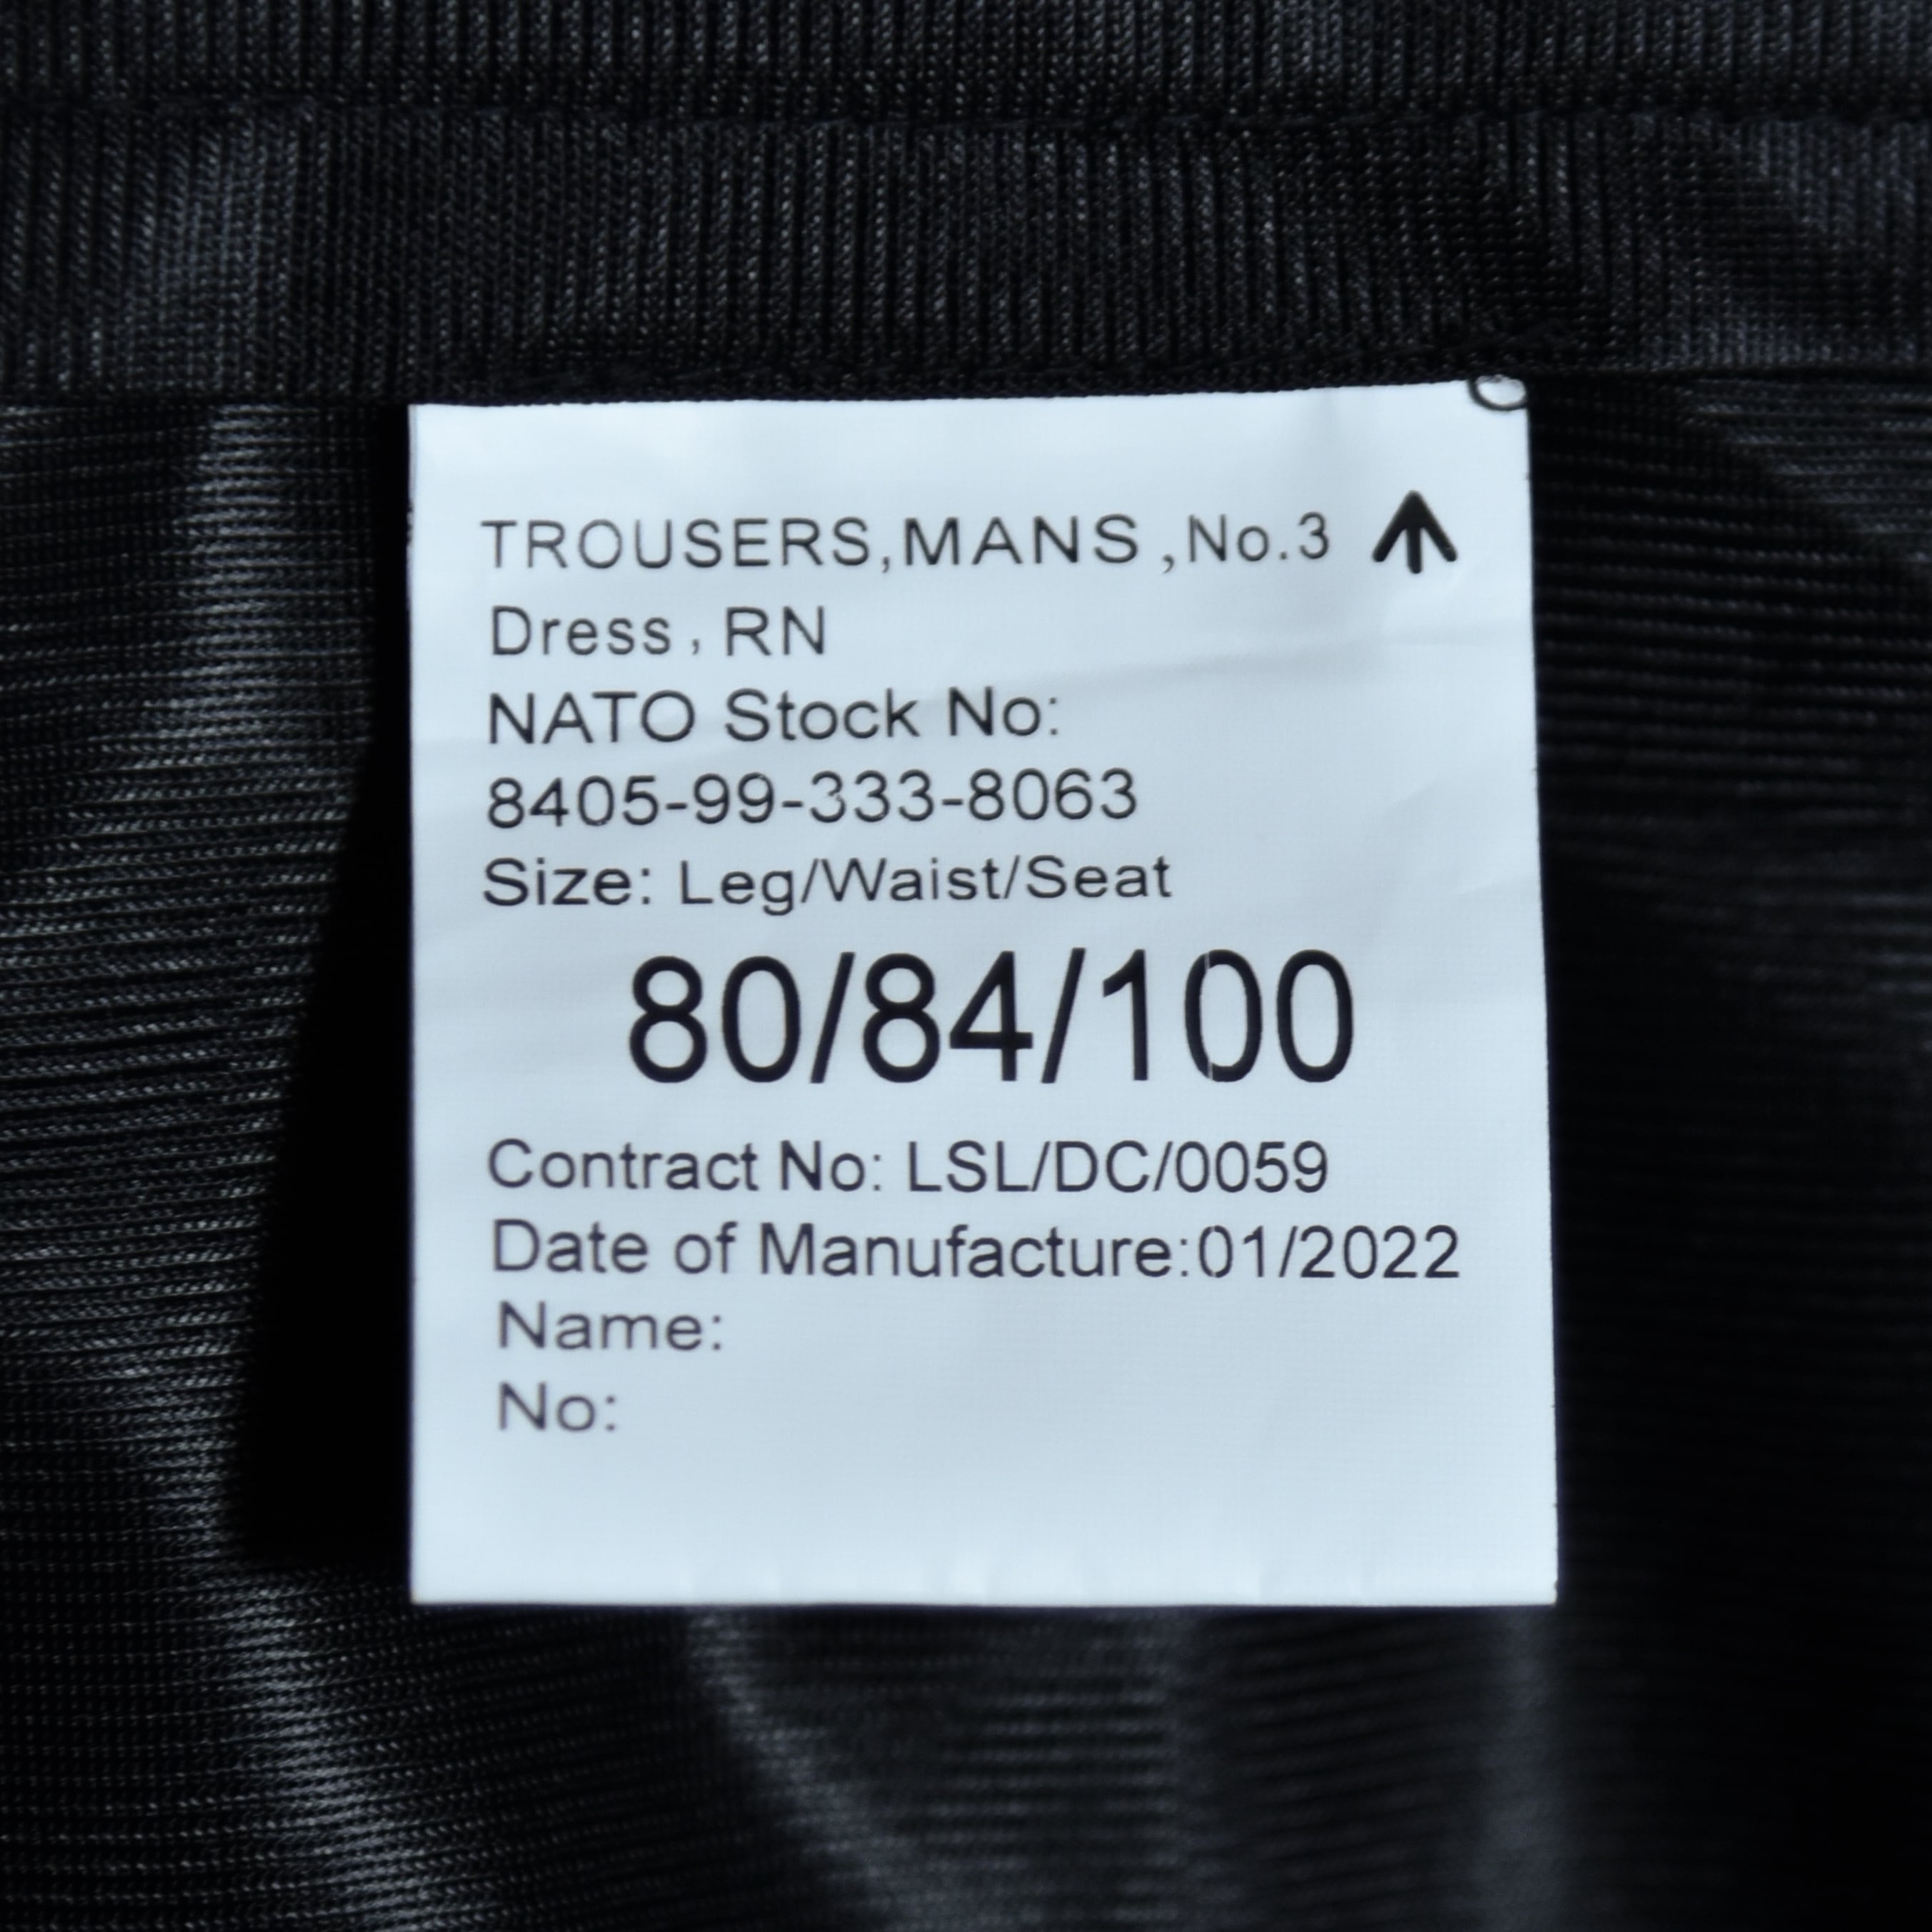 TROUSERS,MANS ,No.3
Dress, RN
NATO Stock No:
8405-99-333-8063
Size: Leg/Waist/Seat
80/84/100
Contract No: LSL/DC/0059
Date of Manufacture:01/2022
Name:
No: